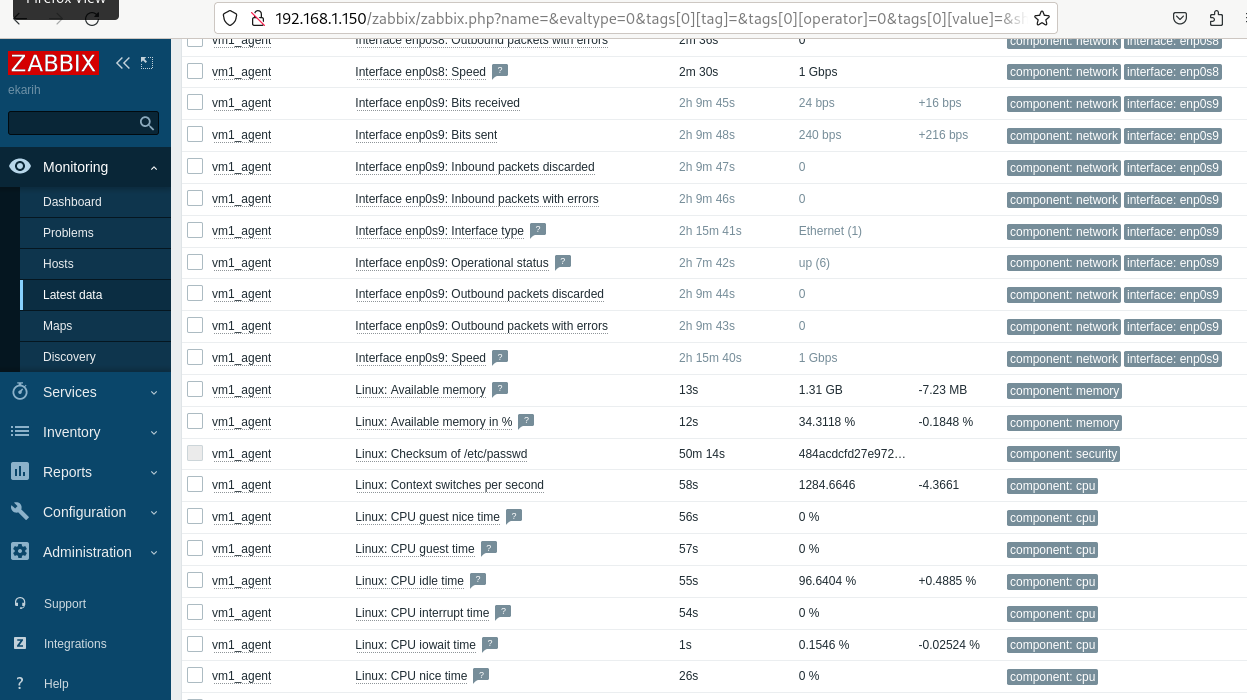 Firefox View
192.168.1.150/zabbix/zabbix.php?name=&evaltype=0&tags[0][tag]=&tags[0][operator]=0&tags[0][value]=&sh
ZABBIX
ekarih
Monitoring
Dashboard
Problems
Hosts
Latest data
Maps
Discovery
Services
Inventory
Reports
Configuration
Administration
Support
Z Integrations
? Help
vm1_agent Interface enp0s8: Outbound packets with errors 2m 36s 0 component: network interface: enp0s8
vm1_agent Interface enp0s8: Speed ? 2m 30s 1 Gbps component: network interface: enp0s8
vm1_agent Interface enp0s9: Bits received 2h 9m 45s 24 bps +16 bps component: network interface: enp0s9
vm1_agent Interface enp0s9: Bits sent 2h 9m 48s 240 bps +216 bps component: network interface: enp0s9
vm1_agent Interface enp0s9: Inbound packets discarded 2h 9m 47s 0 component: network interface: enp0s9
vm1_agent Interface enp0s9: Inbound packets with errors 2h 9m 46s 0 component: network interface: enp0s9
vm1_agent Interface enp0s9: Interface type ? 2h 15m 41s Ethernet (1) component: network interface: enp0s9
vm1_agent Interface enp0s9: Operational status ? 2h 7m 42s up (6) component: network interface: enp0s9
vm1_agent Interface enp0s9: Outbound packets discarded 2h 9m 44s 0 component: network interface: enp0s9
vm1_agent Interface enp0s9: Outbound packets with errors 2h 9m 43s 0 component: network interface: enp0s9
vm1_agent Interface enp0s9: Speed ? 2h 15m 40s 1 Gbps component: network interface: enp0s9
vm1_agent Linux: Available memory ? 13s 1.31 GB -7.23 MB component: memory
vm1_agent Linux: Available memory in % ? 12s 34.3118 % -0.1848 % component: memory
vm1_agent Linux: Checksum of /etc/passwd 50m 14s 484acdcfd27e972… component: security
vm1_agent Linux: Context switches per second 58s 1284.6646 -4.3661 component: cpu
vm1_agent Linux: CPU guest nice time ? 56s 0 % component: cpu
vm1_agent Linux: CPU guest time ? 57s 0 % component: cpu
vm1_agent Linux: CPU idle time ? 55s 96.6404 % +0.4885 % component: cpu
vm1_agent Linux: CPU interrupt time ? 54s 0 % component: cpu
vm1_agent Linux: CPU iowait time ? 1s 0.1546 % -0.02524 % component: cpu
vm1_agent Linux: CPU nice time ? 26s 0 % component: cpu